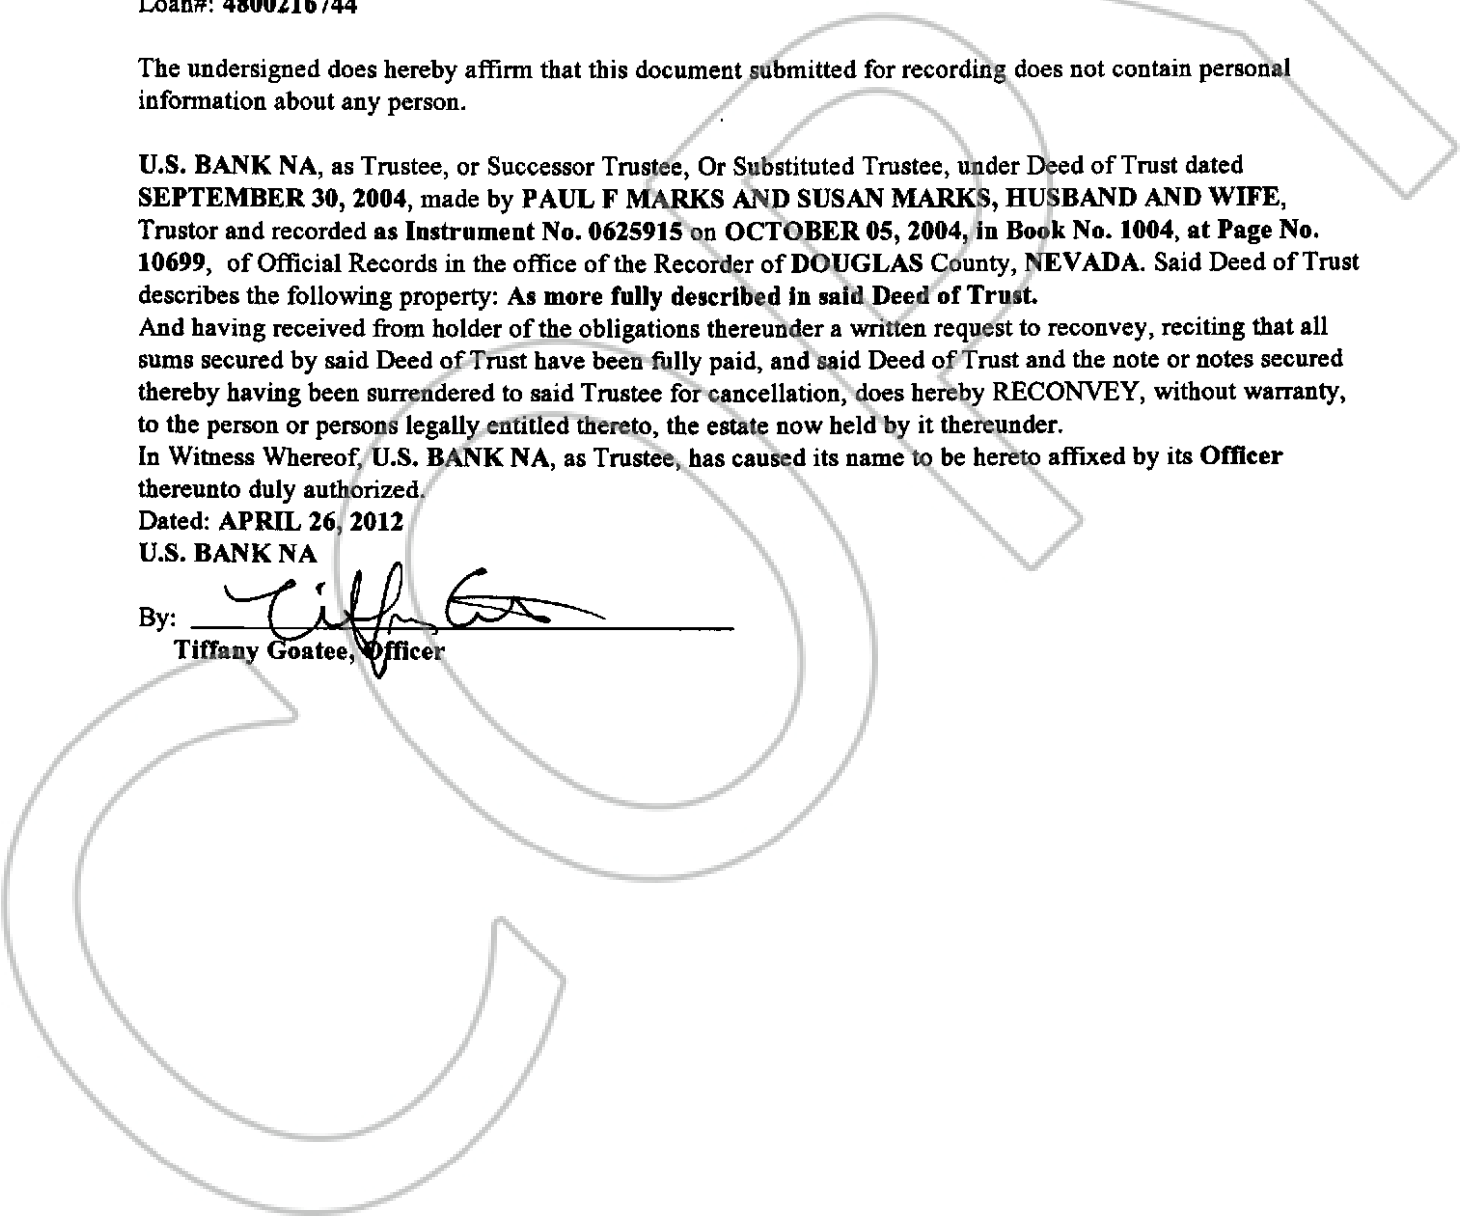 Loan#: 4800216744
The undersigned does hereby affirm that this document submitted for recording does not contain personal
information about any person.
U.S. BANK NA, as Trustee, or Successor Trustee, Or Substituted Trustee, under Deed of Trust dated
SEPTEMBER 30, 2004, made by PAUL F MARKS AND SUSAN MARKS, HUSBAND AND WIFE,
Trustor and recorded as Instrument No. 0625915 on OCTOBER 05, 2004, in Book No. 1004, at Page No.
10699, of Official Records in the office of the Recorder of DOUGLAS County, NEVADA. Said Deed of Trust
describes the following property: As more fully described in said Deed of Trust.
And having received from holder of the obligations thereunder a written request to reconvey, reciting that all
sums secured by said Deed of Trust have been fully paid, and said Deed of Trust and the note or notes secured
thereby having been surrendered to said Trustee for cancellation, does hereby RECONVEY, without warranty,
to the person or persons legally entitled thereto, the estate now held by it thereunder.
In Witness Whereof, U.S. BANK NA, as Trustee, has caused its name to be hereto affixed by its Officer
thereunto duly authorized.
Dated: APRIL 26, 2012
U.S. BANK NA
By:
Tiffany Goatee, Officer
COPY